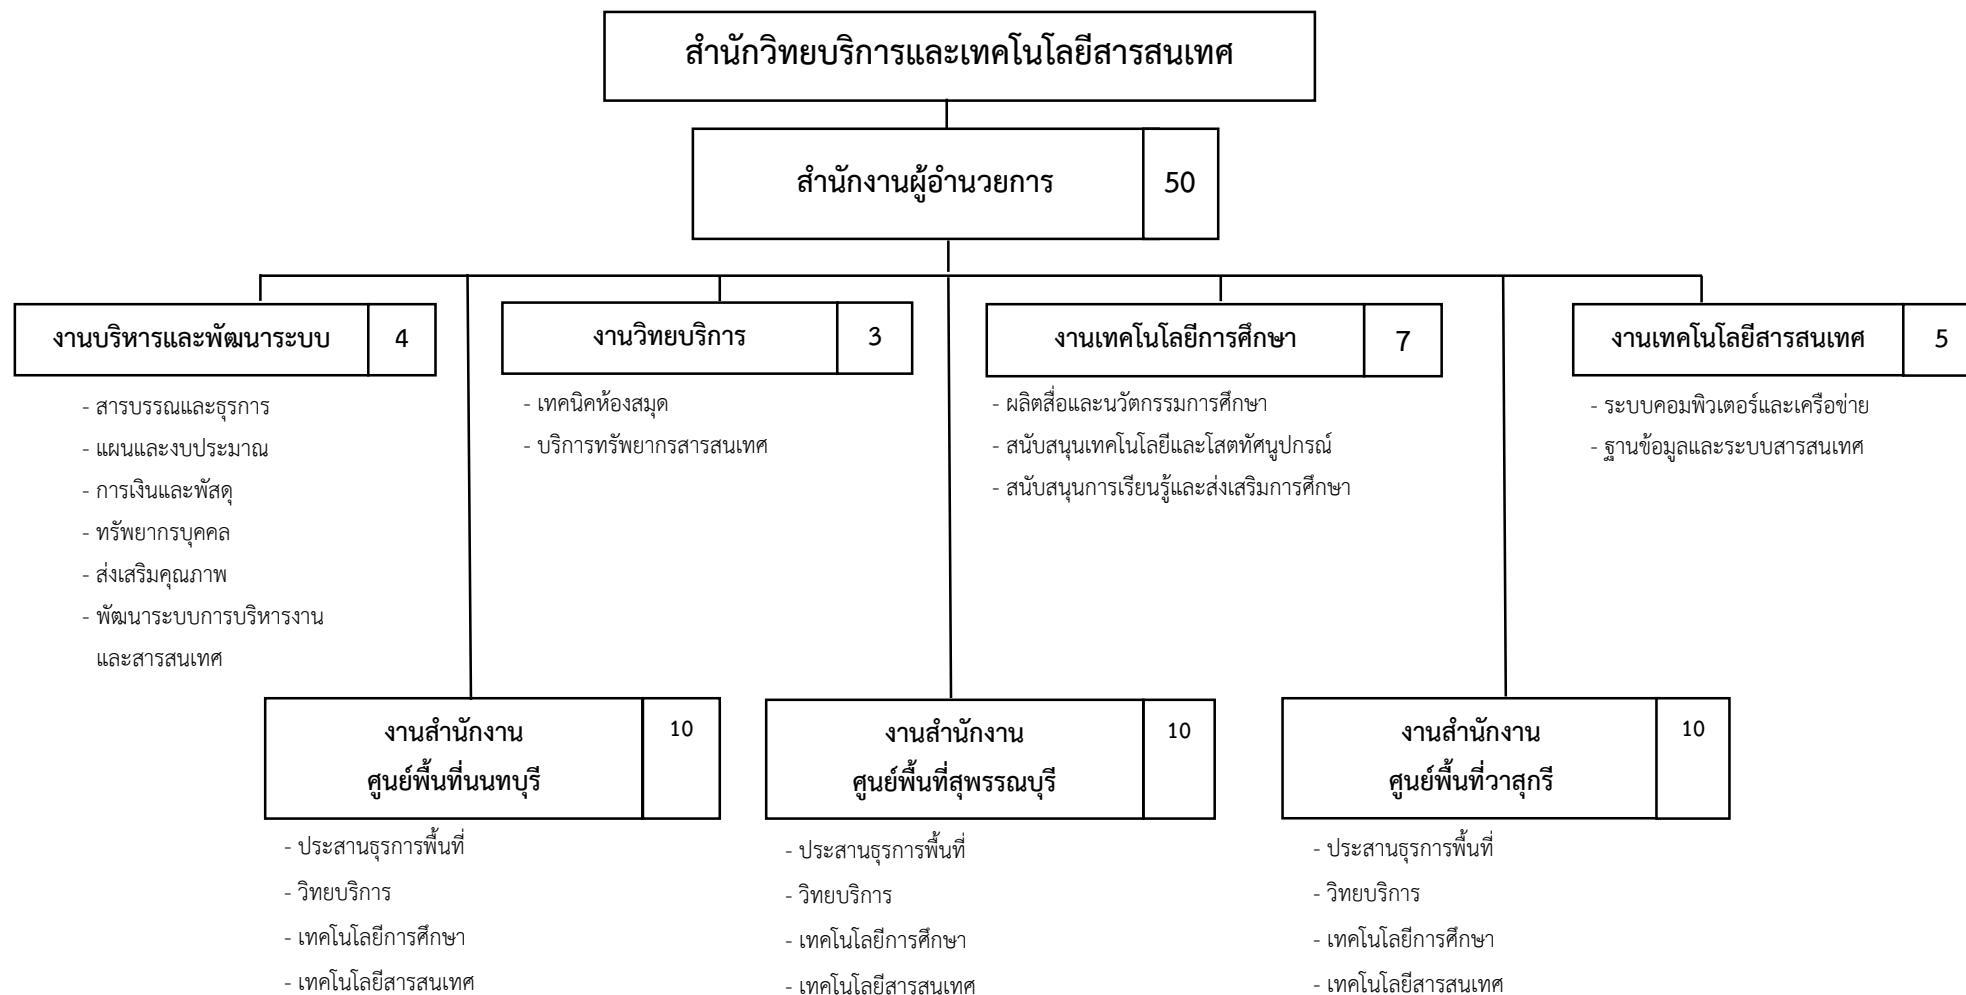 สำนักวิทยบริการและเทคโนโลยีสารสนเทศ
สำนักงานผู้อำนวยการ 50
งานบริหารและพัฒนาระบบ 4
- สารบรรณและธุรการ
- แผนและงบประมาณ
- การเงินและพัสดุ
- ทรัพยากรบุคคล
- ส่งเสริมคุณภาพ
- พัฒนาระบบการบริหารงาน
และสารสนเทศ
งานวิทยบริการ 3
- เทคนิคห้องสมุด
- บริการทรัพยากรสารสนเทศ
งานเทคโนโลยีการศึกษา 7
- ผลิตสื่อและนวัตกรรมการศึกษา
- สนับสนุนเทคโนโลยีและโสตทัศนูปกรณ์
- สนับสนุนการเรียนรู้และส่งเสริมการศึกษา
งานเทคโนโลยีสารสนเทศ 5
- ระบบคอมพิวเตอร์และเครือข่าย
- ฐานข้อมูลและระบบสารสนเทศ
งานสำนักงาน 10
ศูนย์พื้นที่นนทบุรี
- ประสานธุรการพื้นที่
- วิทยบริการ
- เทคโนโลยีการศึกษา
- เทคโนโลยีสารสนเทศ
งานสำนักงาน 10
ศูนย์พื้นที่สุพรรณบุรี
- ประสานธุรการพื้นที่
- วิทยบริการ
- เทคโนโลยีการศึกษา
- เทคโนโลยีสารสนเทศ
งานสำนักงาน 10
ศูนย์พื้นที่วาสุกรี
- ประสานธุรการพื้นที่
- วิทยบริการ
- เทคโนโลยีการศึกษา
- เทคโนโลยีสารสนเทศ